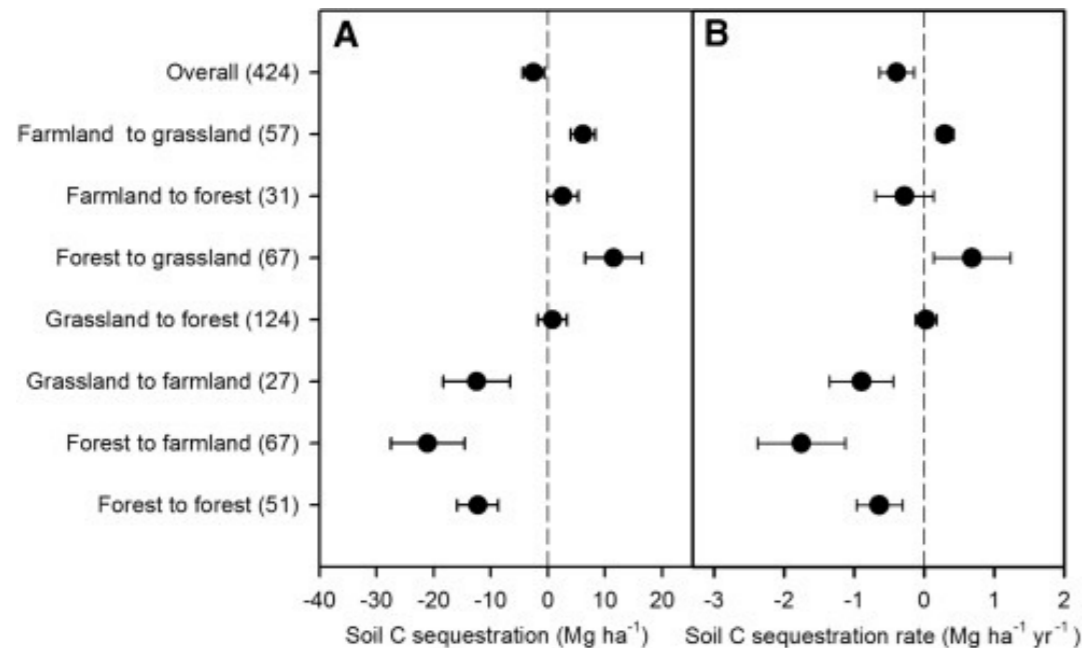 A
B
Overall (424)
Farmland to grassland (57)
Farmland to forest (31)
Forest to grassland (67)
Grassland to forest (124)
Grassland to farmland (27)
Forest to farmland (67)
Forest to forest (51)
-40 -30 -20 -10 0 10 20
-3 -2 -1 0 1 2
Soil C sequestration (Mg ha⁻¹)
Soil C sequestration rate (Mg ha⁻¹ yr⁻¹)